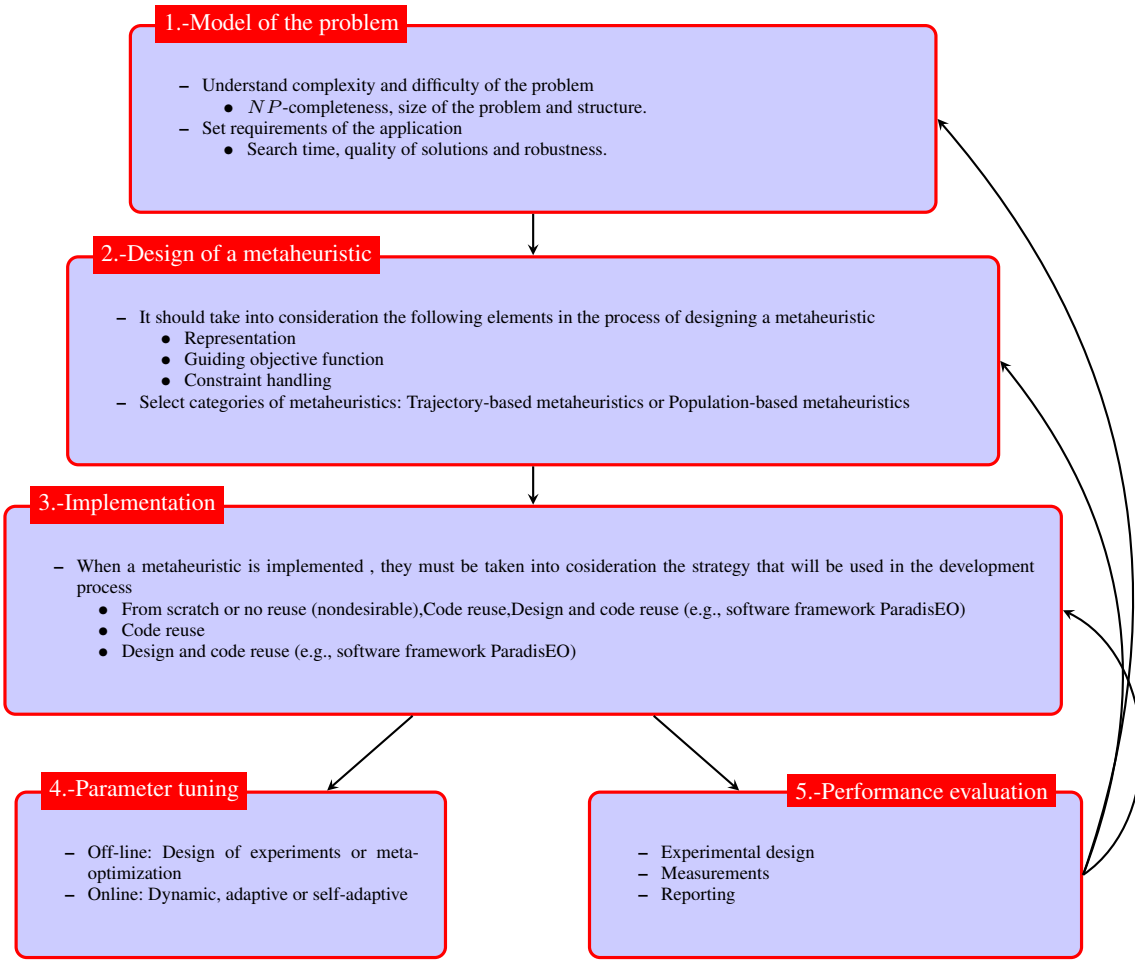 1.-Model of the problem
– Understand complexity and difficulty of the problem
• NP-completeness, size of the problem and structure.
– Set requirements of the application
• Search time, quality of solutions and robustness.
2.-Design of a metaheuristic
– It should take into consideration the following elements in the process of designing a metaheuristic
• Representation
• Guiding objective function
• Constraint handling
– Select categories of metaheuristics: Trajectory-based metaheuristics or Population-based metaheuristics
3.-Implementation
– When a metaheuristic is implemented , they must be taken into cosideration the strategy that will be used in the development
process
• From scratch or no reuse (nondesirable),Code reuse,Design and code reuse (e.g., software framework ParadisEO)
• Code reuse
• Design and code reuse (e.g., software framework ParadisEO)
4.-Parameter tuning
– Off-line: Design of experiments or meta-
optimization
– Online: Dynamic, adaptive or self-adaptive
5.-Performance evaluation
– Experimental design
– Measurements
– Reporting